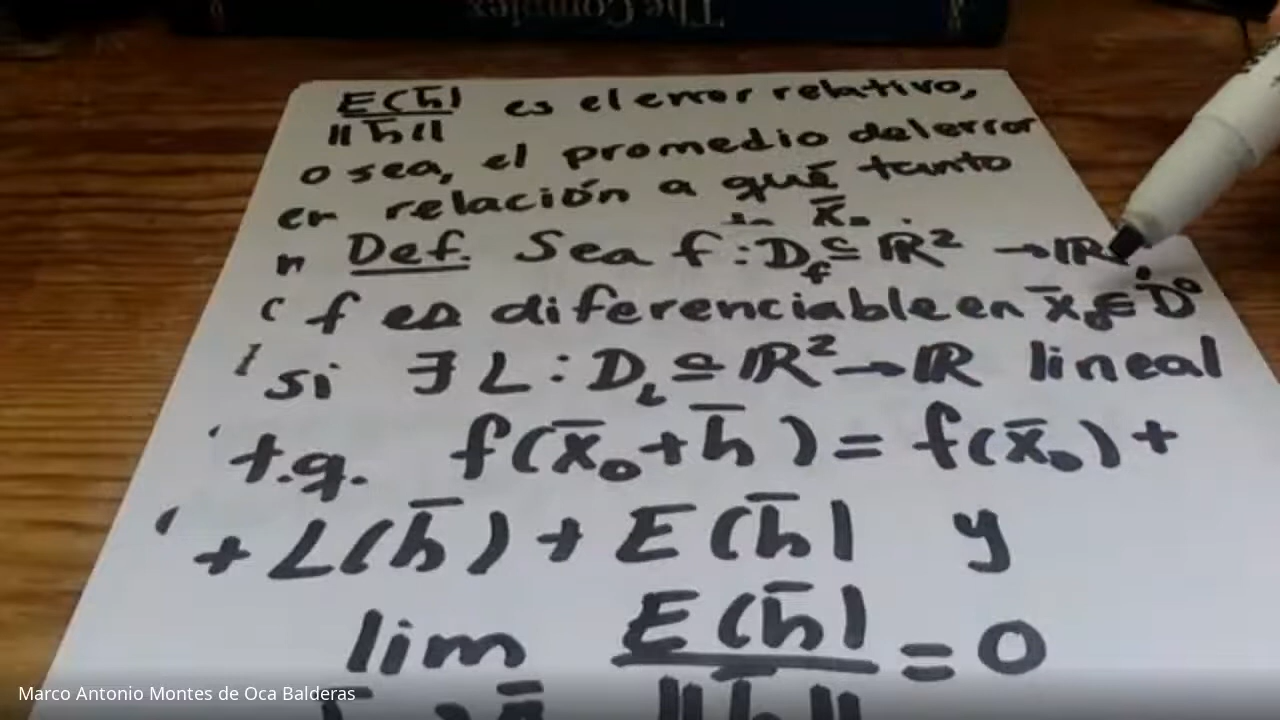 The Complex
E(h̄)
‖h̄‖ es el error relativo,
o sea, el promedio del error
en relación a qué tanto
x̄₀
Def. Sea f : D_f ⊆ ℝ² → ℝ.
f es diferenciable en x̄₀ ∈ D°
si ∃ L : D_L ⊆ ℝ² → ℝ lineal
t.q. f(x̄₀ + h̄) = f(x̄₀) +
+ L(h̄) + E(h̄) y
lim E(h̄) = 0
‖h̄‖
Marco Antonio Montes de Oca Balderas